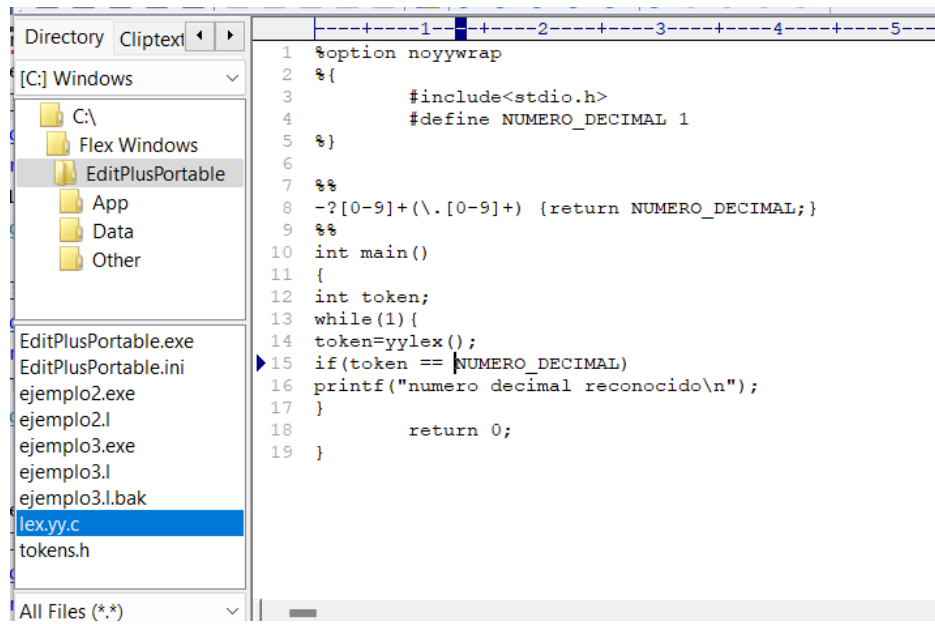 Directory Cliptext
[C:] Windows
C:\
Flex Windows
EditPlusPortable
App
Data
Other
EditPlusPortable.exe
EditPlusPortable.ini
ejemplo2.exe
ejemplo2.l
ejemplo3.exe
ejemplo3.l
ejemplo3.l.bak
lex.yy.c
tokens.h
All Files (*.*)
----+----1----+----2----+----3----+----4----+----5---
1 %option noyywrap
2 %{
3 #include<stdio.h>
4 #define NUMERO_DECIMAL 1
5 %}
6
7 %%
8 -?[0-9]+(\.[0-9]+) {return NUMERO_DECIMAL;}
9 %%
10 int main()
11 {
12 int token;
13 while(1){
14 token=yylex();
15 if(token == NUMERO_DECIMAL)
16 printf("numero decimal reconocido\n");
17 }
18 return 0;
19 }